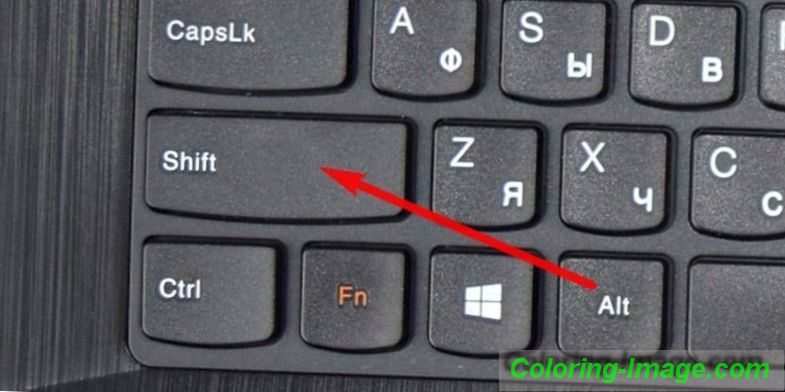 CapsLk A Ф S Ы D В
Shift Z Я X Ч C С
Ctrl Fn Alt
Coloring-Image.com